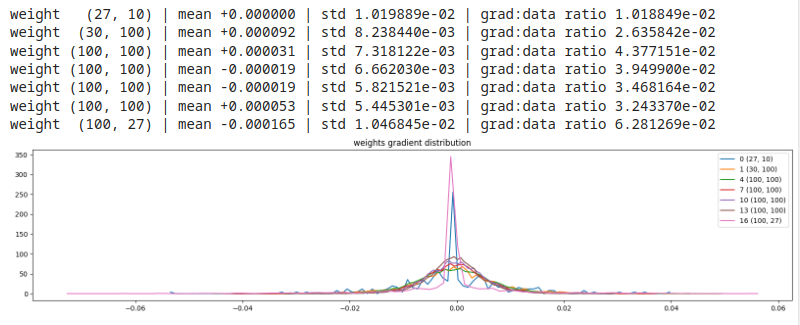 weight   (27, 10) | mean +0.000000 | std 1.019889e-02 | grad:data ratio 1.018849e-02
weight  (30, 100) | mean +0.000092 | std 8.238440e-03 | grad:data ratio 2.635842e-02
weight (100, 100) | mean +0.000031 | std 7.318122e-03 | grad:data ratio 4.377151e-02
weight (100, 100) | mean -0.000019 | std 6.662030e-03 | grad:data ratio 3.949900e-02
weight (100, 100) | mean -0.000019 | std 5.821521e-03 | grad:data ratio 3.468164e-02
weight (100, 100) | mean +0.000053 | std 5.445301e-03 | grad:data ratio 3.243370e-02
weight  (100, 27) | mean -0.000165 | std 1.046845e-02 | grad:data ratio 6.281269e-02
weights gradient distribution
350
300
250
200
150
100
50
0
0 (27, 10)
1 (30, 100)
4 (100, 100)
7 (100, 100)
10 (100, 100)
13 (100, 100)
16 (100, 27)
−0.06 −0.04 −0.02 0.00 0.02 0.04 0.06